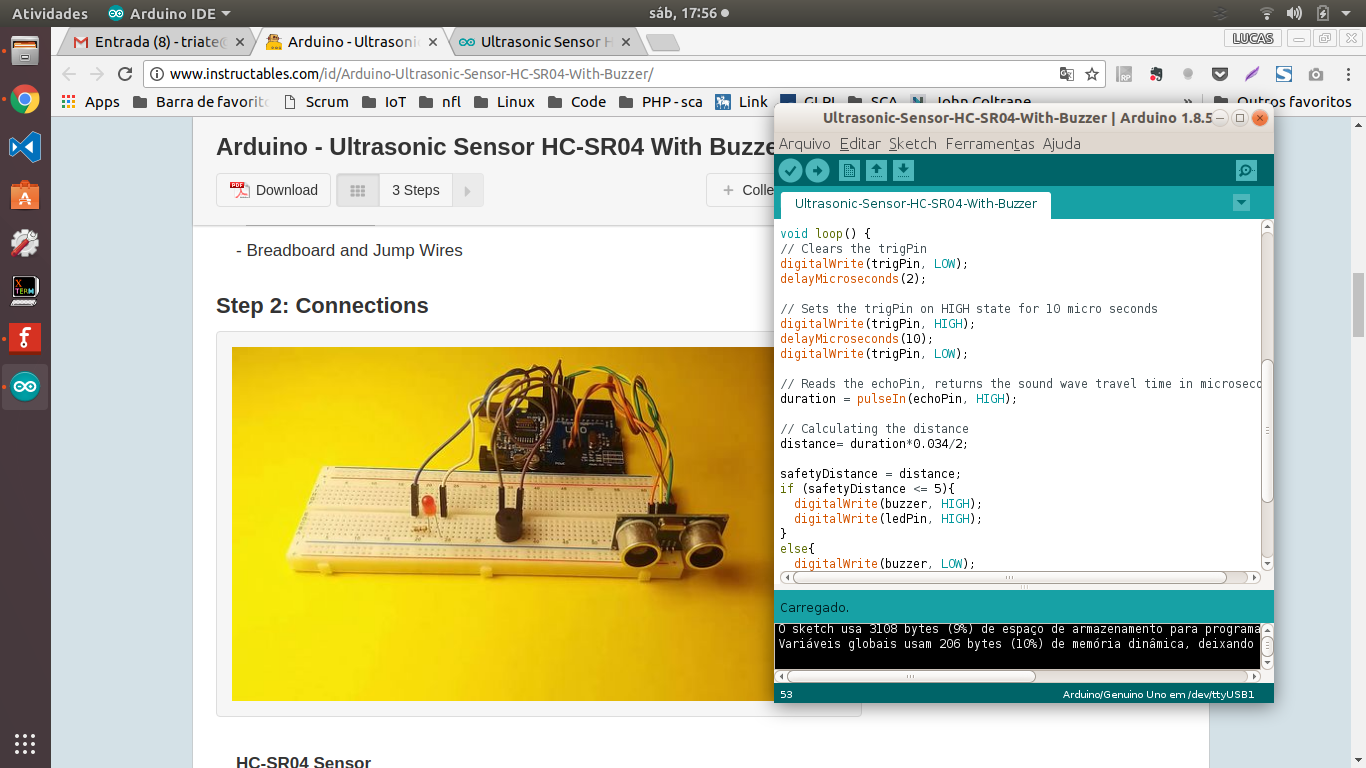 Atividades
Arduino IDE
sáb, 17:56
Entrada (8) - triate@
Arduino - Ultrasonic
Ultrasonic Sensor H
LUCAS
www.instructables.com/id/Arduino-Ultrasonic-Sensor-HC-SR04-With-Buzzer/
Apps
Barra de favorito
Scrum
IoT
nfl
Linux
Code
PHP - sca
Link
GLPI
SCA
John Coltrane
»
Outros favoritos
Arduino - Ultrasonic Sensor HC-SR04 With Buzze
PDF
Download
3 Steps
+ Colle
- Breadboard and Jump Wires
Step 2: Connections
UNO
HC-SR04 Sensor
Ultrasonic-Sensor-HC-SR04-With-Buzzer | Arduino 1.8.5
Arquivo Editar Sketch Ferramentas Ajuda
Ultrasonic-Sensor-HC-SR04-With-Buzzer
void loop() {
// Clears the trigPin
digitalWrite(trigPin, LOW);
delayMicroseconds(2);
// Sets the trigPin on HIGH state for 10 micro seconds
digitalWrite(trigPin, HIGH);
delayMicroseconds(10);
digitalWrite(trigPin, LOW);
// Reads the echoPin, returns the sound wave travel time in microsecc
duration = pulseIn(echoPin, HIGH);
// Calculating the distance
distance= duration*0.034/2;
safetyDistance = distance;
if (safetyDistance <= 5){
digitalWrite(buzzer, HIGH);
digitalWrite(ledPin, HIGH);
}
else{
digitalWrite(buzzer, LOW);
Carregado.
O sketch usa 3108 bytes (9%) de espaço de armazenamento para programa
Variáveis globais usam 206 bytes (10%) de memória dinâmica, deixando
53
Arduino/Genuino Uno em /dev/ttyUSB1